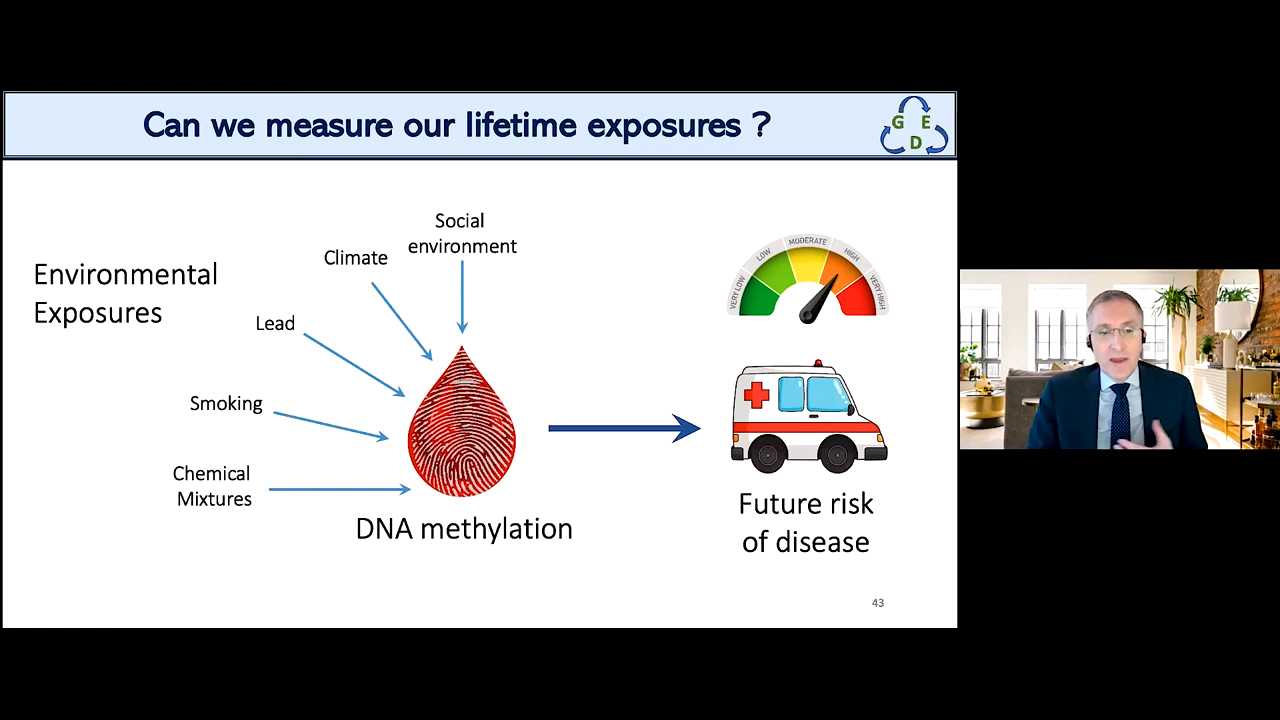 Can we measure our lifetime exposures ?
G E
D
Environmental
Exposures
Social
environment
Climate
Lead
Smoking
Chemical
Mixtures
DNA methylation
VERY LOW
LOW
MODERATE
HIGH
VERY HIGH
Future risk
of disease
43